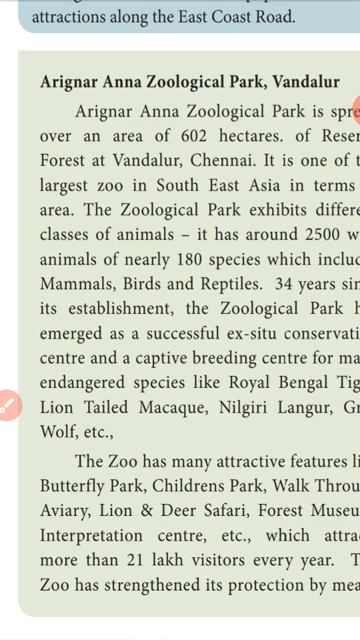 attractions along the East Coast Road.
Arignar Anna Zoological Park, Vandalur
Arignar Anna Zoological Park is spre
over an area of 602 hectares. of Reser
Forest at Vandalur, Chennai. It is one of t
largest zoo in South East Asia in terms
area. The Zoological Park exhibits differe
classes of animals – it has around 2500 w
animals of nearly 180 species which includ
Mammals, Birds and Reptiles. 34 years sin
its establishment, the Zoological Park h
emerged as a successful ex-situ conservati
centre and a captive breeding centre for ma
endangered species like Royal Bengal Tig
Lion Tailed Macaque, Nilgiri Langur, Gr
Wolf, etc.,
The Zoo has many attractive features li
Butterfly Park, Childrens Park, Walk Throu
Aviary, Lion & Deer Safari, Forest Museu
Interpretation centre, etc., which attra
more than 21 lakh visitors every year. T
Zoo has strengthened its protection by mea